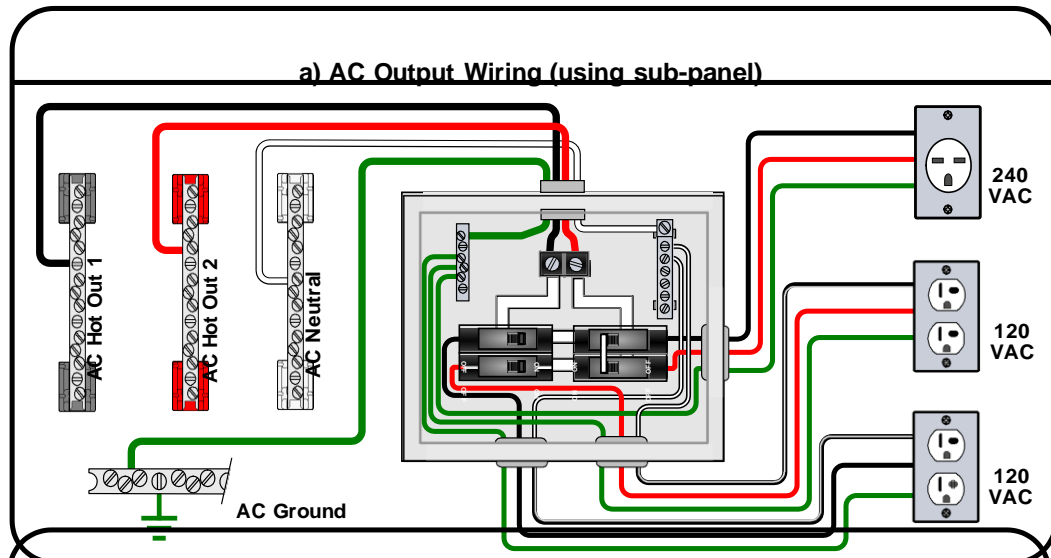 a) AC Output Wiring (using sub-panel)
AC Hot Out 1
AC Hot Out 2
AC Neutral
240
VAC
120
VAC
120
VAC
AC Ground
OFF